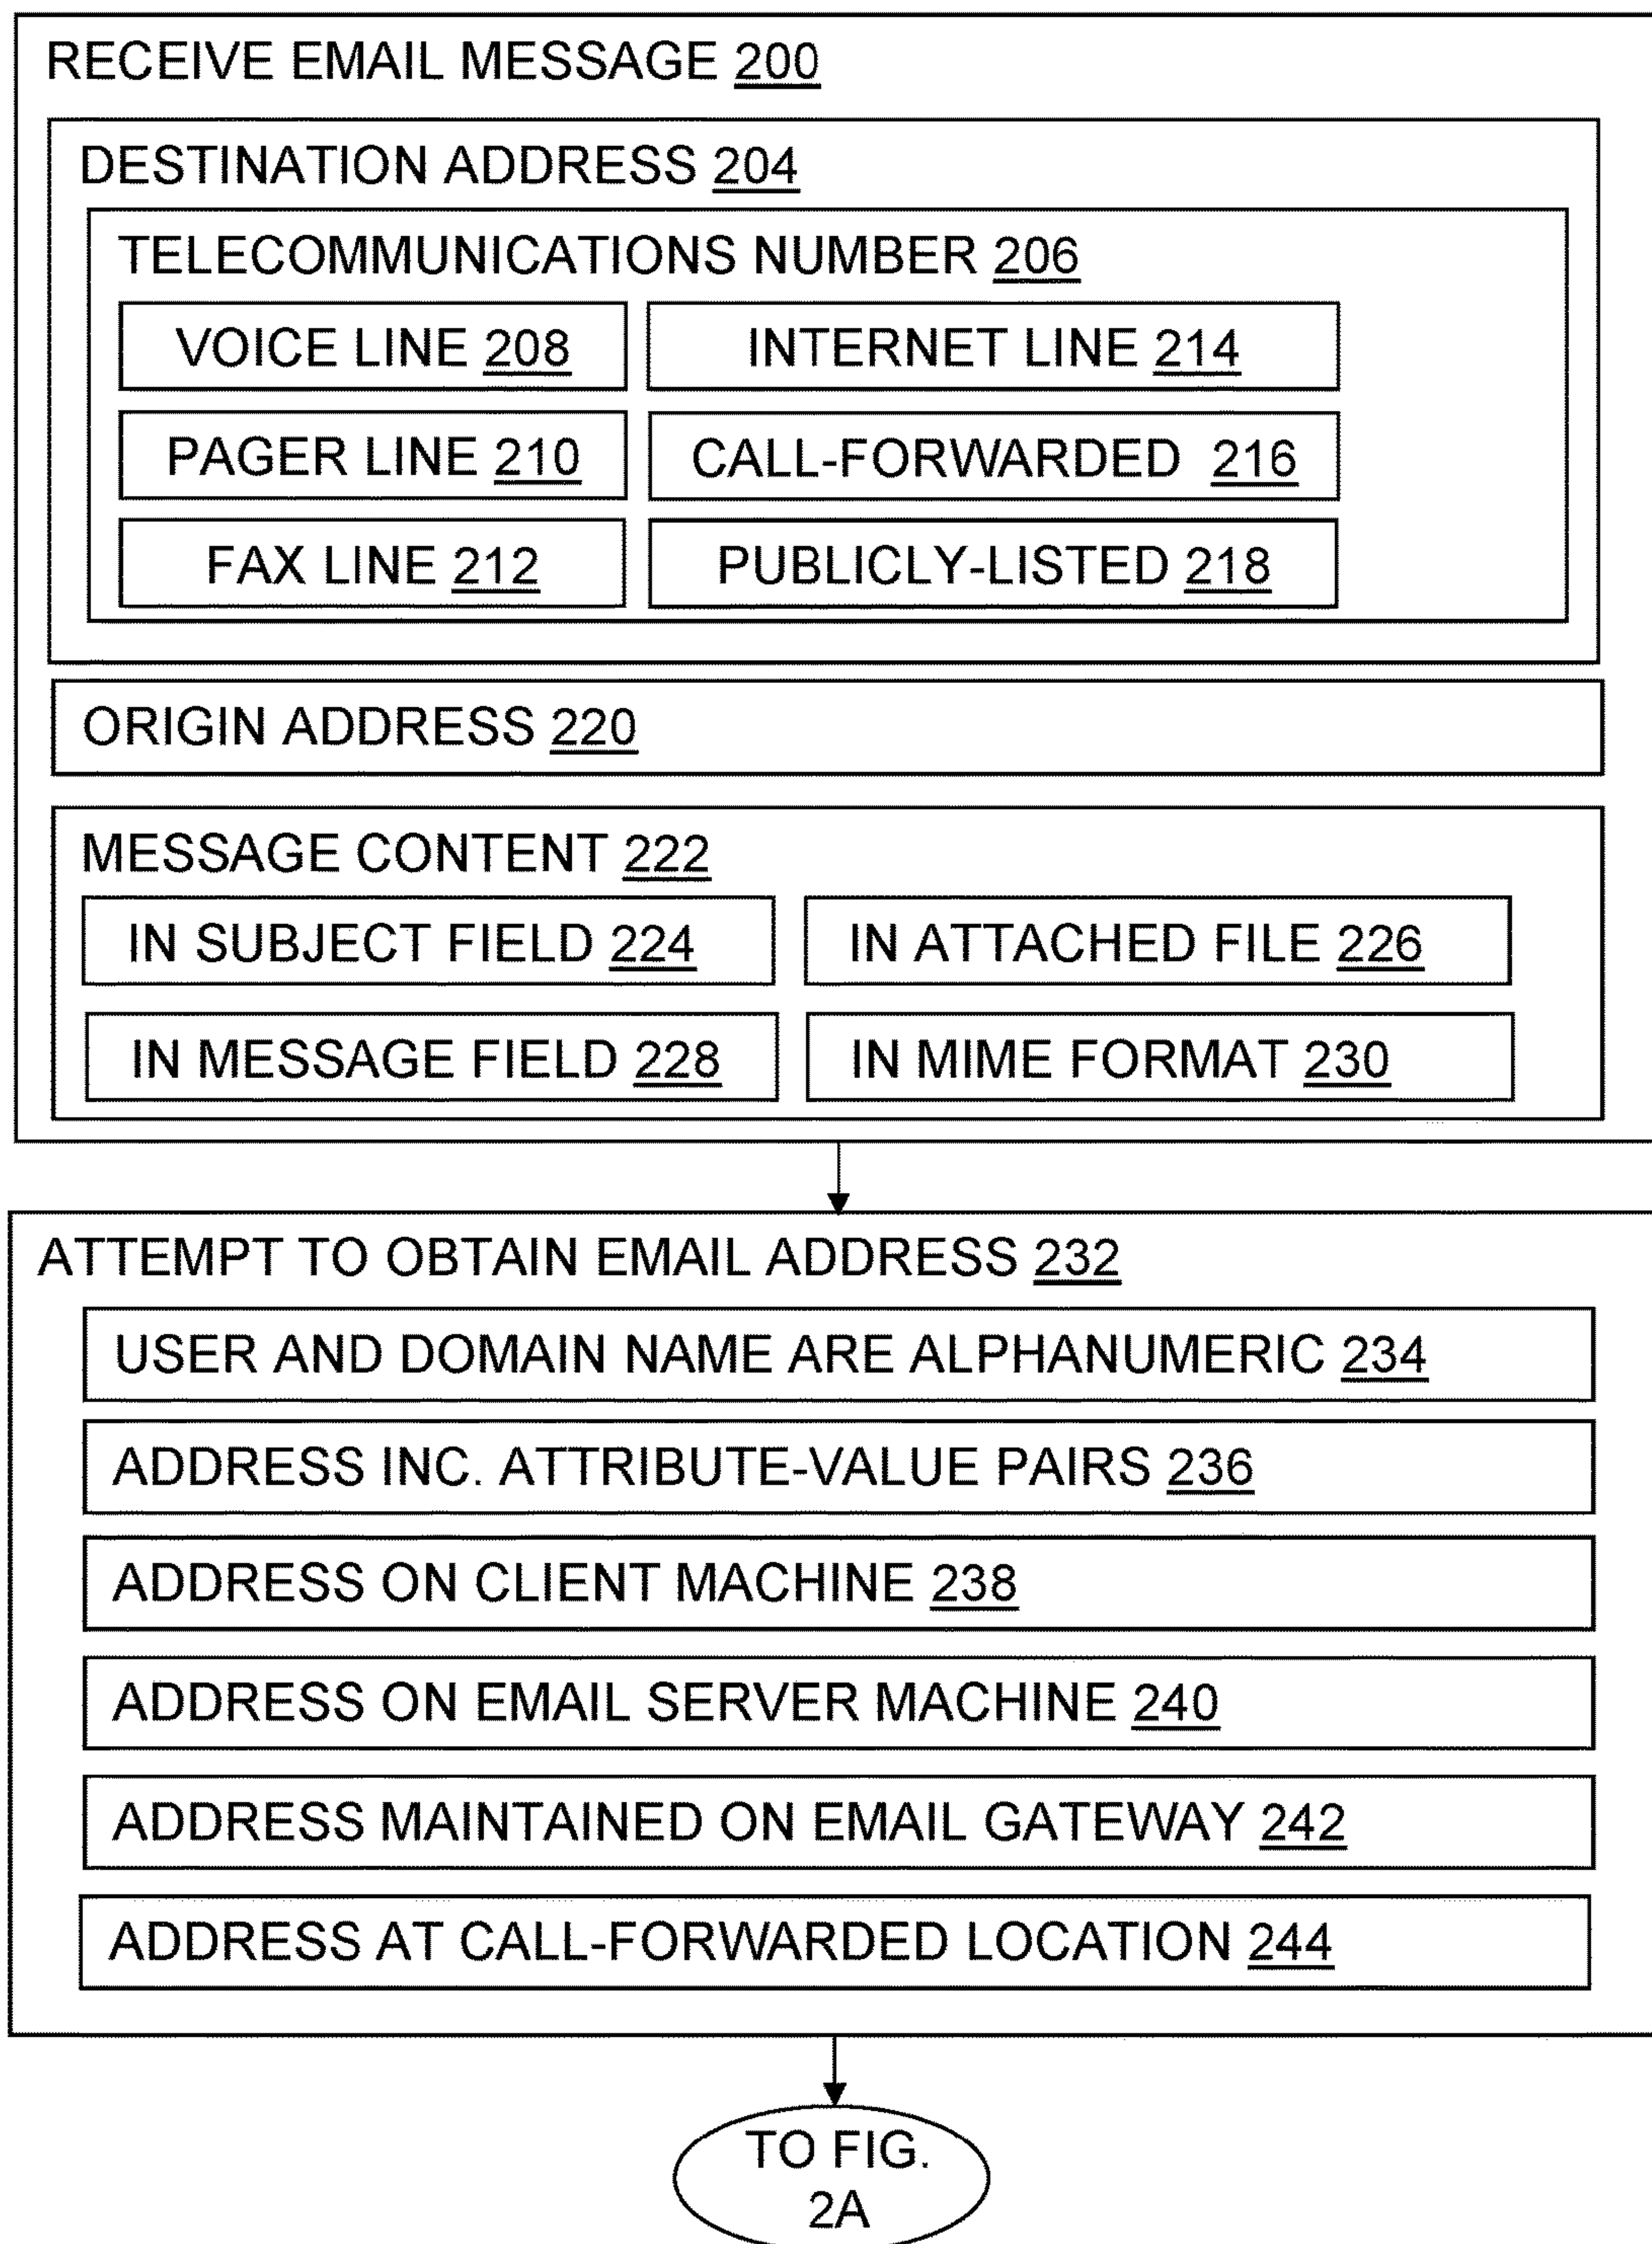 RECEIVE EMAIL MESSAGE 200
DESTINATION ADDRESS 204
TELECOMMUNICATIONS NUMBER 206
VOICE LINE 208
INTERNET LINE 214
PAGER LINE 210
CALL-FORWARDED 216
FAX LINE 212
PUBLICLY-LISTED 218
ORIGIN ADDRESS 220
MESSAGE CONTENT 222
IN SUBJECT FIELD 224
IN ATTACHED FILE 226
IN MESSAGE FIELD 228
IN MIME FORMAT 230
ATTEMPT TO OBTAIN EMAIL ADDRESS 232
USER AND DOMAIN NAME ARE ALPHANUMERIC 234
ADDRESS INC. ATTRIBUTE-VALUE PAIRS 236
ADDRESS ON CLIENT MACHINE 238
ADDRESS ON EMAIL SERVER MACHINE 240
ADDRESS MAINTAINED ON EMAIL GATEWAY 242
ADDRESS AT CALL-FORWARDED LOCATION 244
TO FIG.
2A